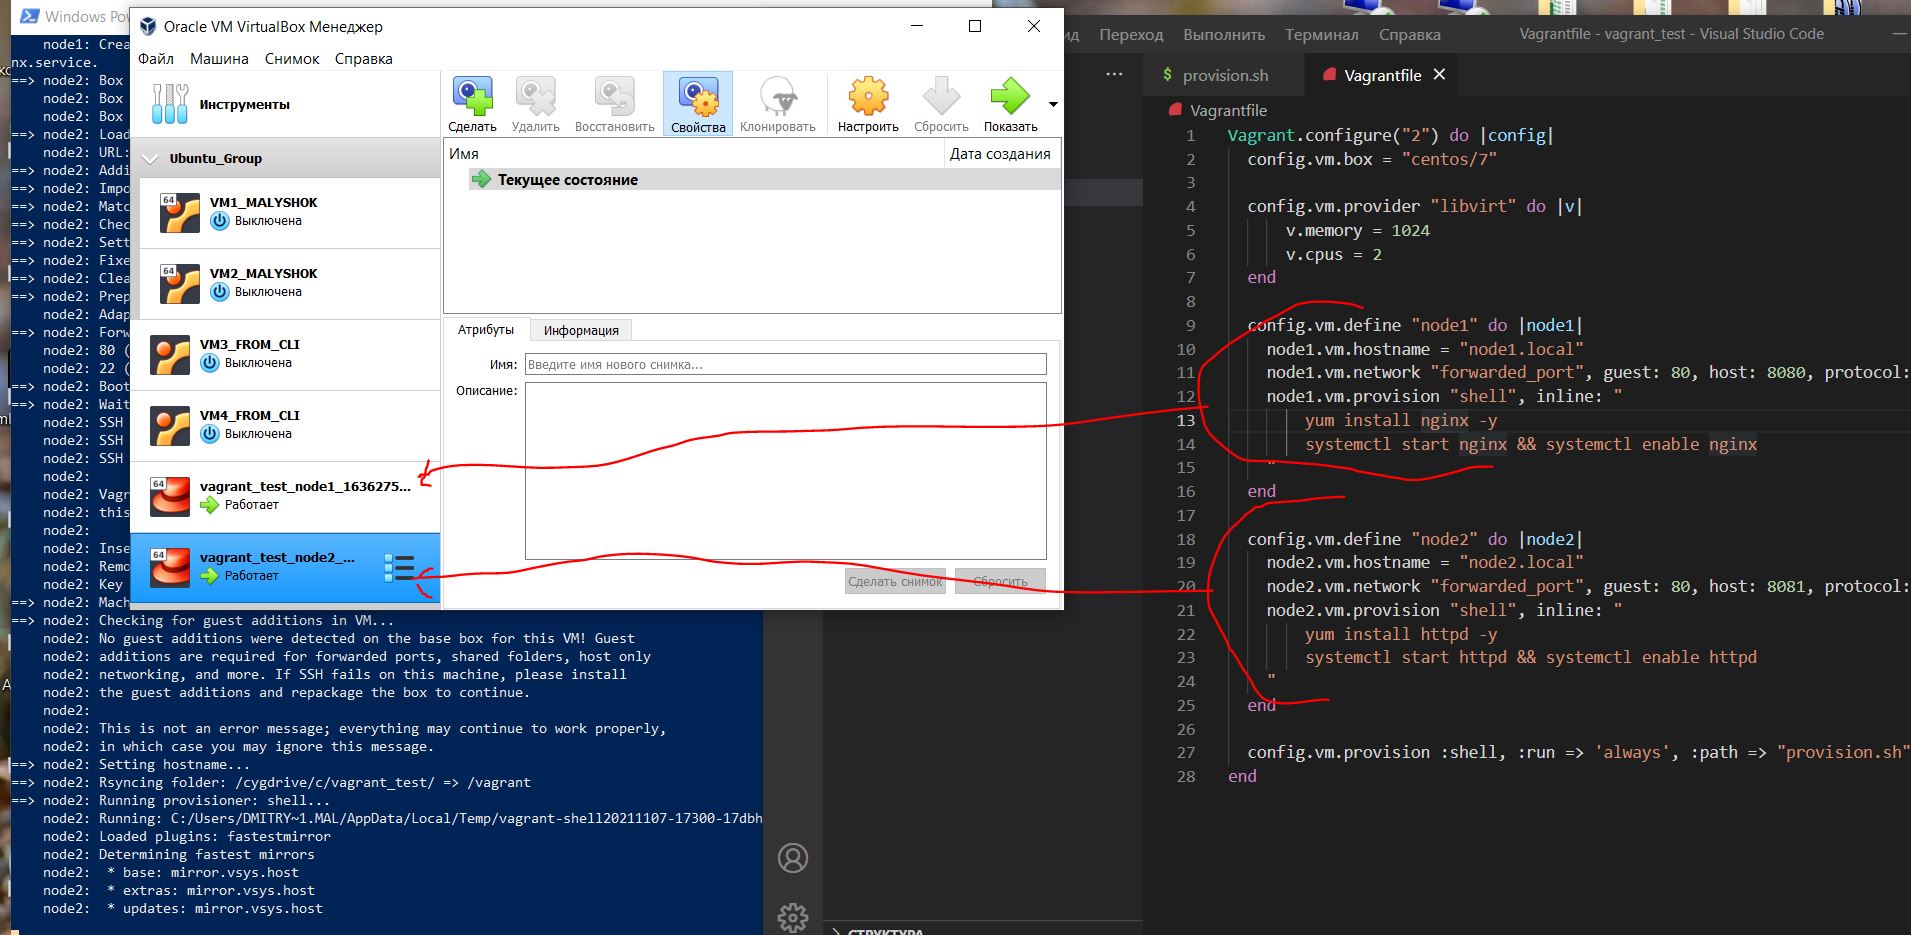 Windows Pow
node1: Crea
nx.service.
==> node2: Box
node2: Box
node2: Box
==> node2: Load
node2: URL:
==> node2: Addi
==> node2: Impo
==> node2: Matc
==> node2: Chec
==> node2: Sett
==> node2: Fixe
==> node2: Clea
==> node2: Prep
node2: Adap
==> node2: Forw
node2: 80 (
node2: 22 (
==> node2: Boot
==> node2: Wait
node2: SSH
node2: SSH
node2: SSH
node2:
node2: Vagr
node2: this
node2:
node2: Inse
node2: Remo
node2: Key
==> node2: Mach
==> node2: Checking for guest additions in VM...
node2: No guest additions were detected on the base box for this VM! Guest
node2: additions are required for forwarded ports, shared folders, host only
node2: networking, and more. If SSH fails on this machine, please install
node2: the guest additions and repackage the box to continue.
node2:
node2: This is not an error message; everything may continue to work properly,
node2: in which case you may ignore this message.
==> node2: Setting hostname...
==> node2: Rsyncing folder: /cygdrive/c/vagrant_test/ => /vagrant
==> node2: Running provisioner: shell...
node2: Running: C:/Users/DMITRY~1.MAL/AppData/Local/Temp/vagrant-shell20211107-17300-17dbh
node2: Loaded plugins: fastestmirror
node2: Determining fastest mirrors
node2:  * base: mirror.vsys.host
node2:  * extras: mirror.vsys.host
node2:  * updates: mirror.vsys.host
Oracle VM VirtualBox Менеджер
Файл Машина Снимок Справка
Инструменты
Ubuntu_Group
64
VM1_MALYSHOK
Выключена
64
VM2_MALYSHOK
Выключена
VM3_FROM_CLI
Выключена
VM4_FROM_CLI
Выключена
64
vagrant_test_node1_1636275...
Работает
64
vagrant_test_node2_...
Работает
Сделать Удалить Восстановить Свойства Клонировать Настроить Сбросить Показать
Имя Дата создания
Текущее состояние
Атрибуты Информация
Имя: Введите имя нового снимка...
Описание:
Сделать снимок Сбросить
ид Переход Выполнить Терминал Справка Vagrantfile - vagrant_test - Visual Studio Code
... $ provision.sh Vagrantfile
Vagrantfile
1 Vagrant.configure("2") do |config|
2 config.vm.box = "centos/7"
3
4 config.vm.provider "libvirt" do |v|
5 v.memory = 1024
6 v.cpus = 2
7 end
8
9 config.vm.define "node1" do |node1|
10 node1.vm.hostname = "node1.local"
11 node1.vm.network "forwarded_port", guest: 80, host: 8080, protocol:
12 node1.vm.provision "shell", inline: "
13 yum install nginx -y
14 systemctl start nginx && systemctl enable nginx
15 "
16 end
17
18 config.vm.define "node2" do |node2|
19 node2.vm.hostname = "node2.local"
20 node2.vm.network "forwarded_port", guest: 80, host: 8081, protocol:
21 node2.vm.provision "shell", inline: "
22 yum install httpd -y
23 systemctl start httpd && systemctl enable httpd
24 "
25 end
26
27 config.vm.provision :shell, :run => 'always', :path => "provision.sh"
28 end
СТРУКТУРА